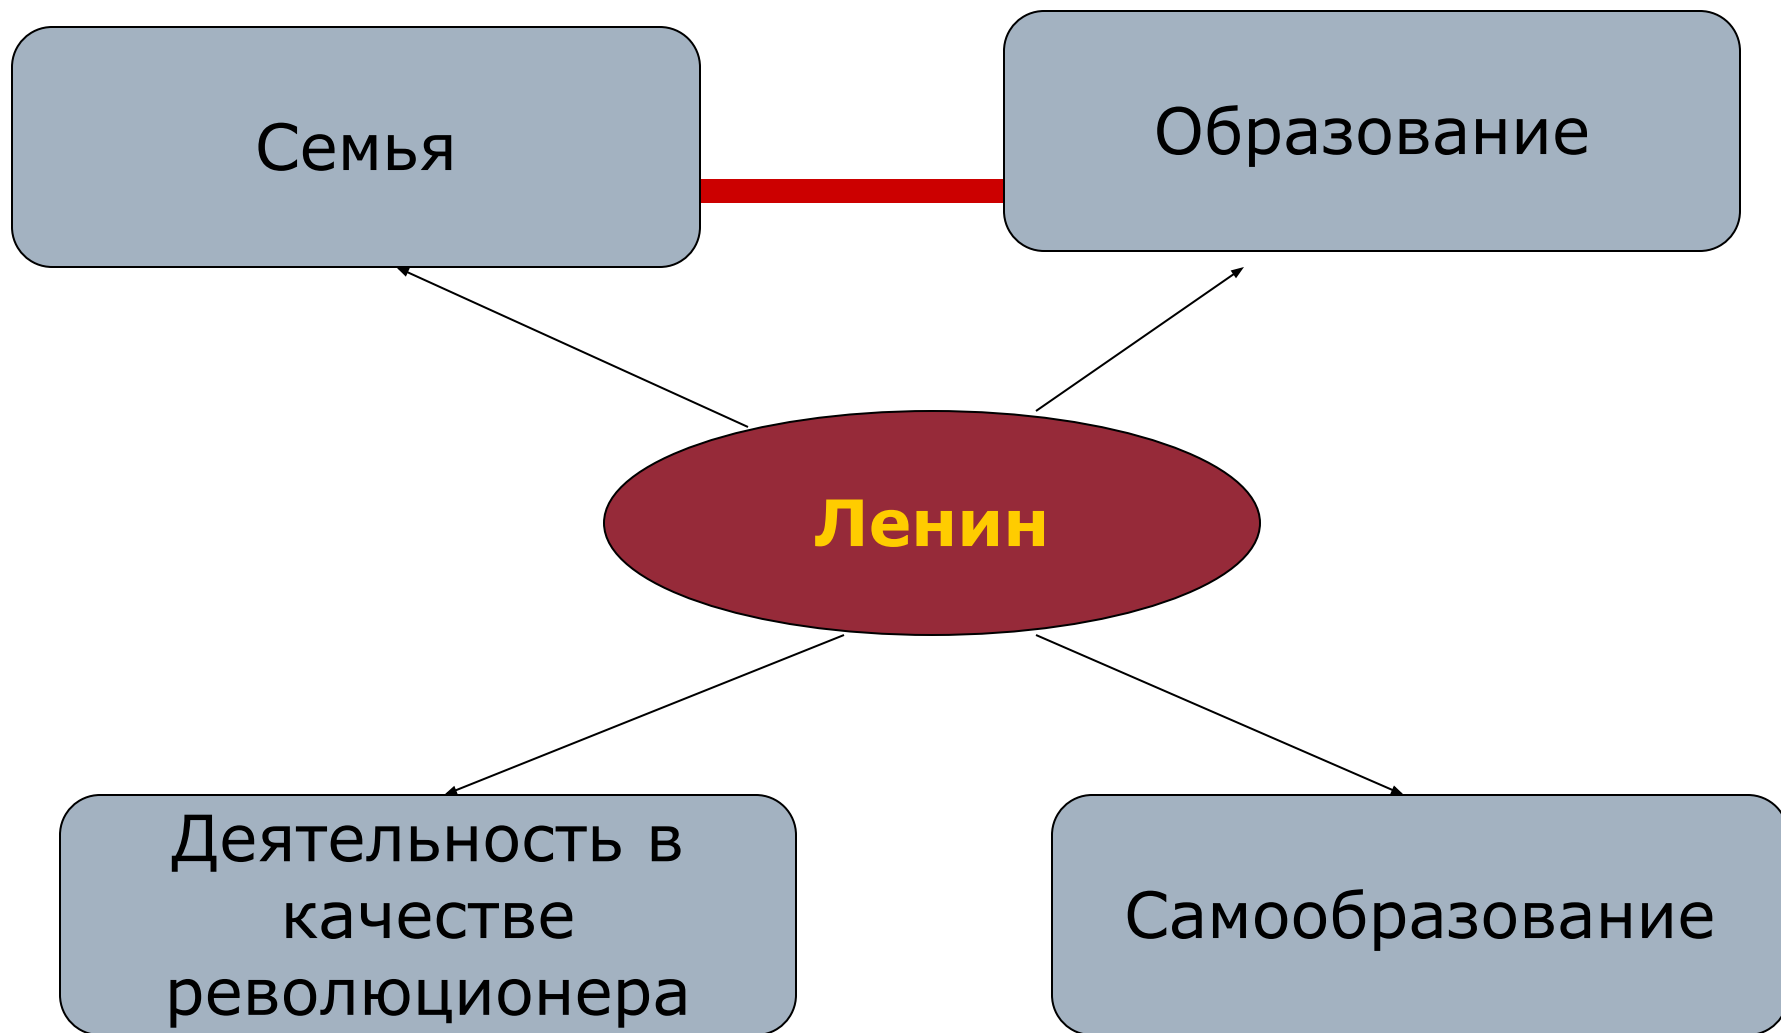 Семья
Образование
Ленин
Деятельность в
качестве
революционера
Самообразование